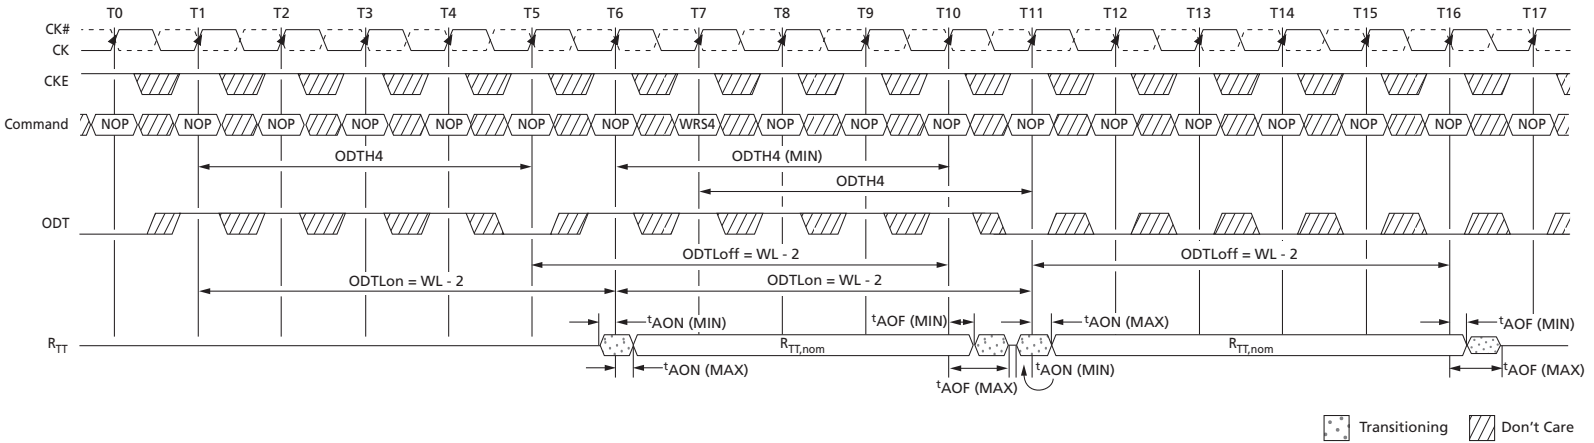 T0 T1 T2 T3 T4 T5 T6 T7 T8 T9 T10 T11 T12 T13 T14 T15 T16 T17
CK#
CK
CKE
Command NOP NOP NOP NOP NOP NOP NOP WRS4 NOP NOP NOP NOP NOP NOP NOP NOP NOP NOP
ODTH4 ODTH4 (MIN)
ODTH4
ODT
ODTLoff = WL - 2 ODTLoff = WL - 2
ODTLon = WL - 2 ODTLon = WL - 2
tAON (MIN) tAOF (MIN) tAON (MAX) tAOF (MIN)
RTT RTT,nom RTT,nom
tAON (MAX) tAON (MIN) tAOF (MAX)
tAOF (MAX)
Transitioning Don't Care